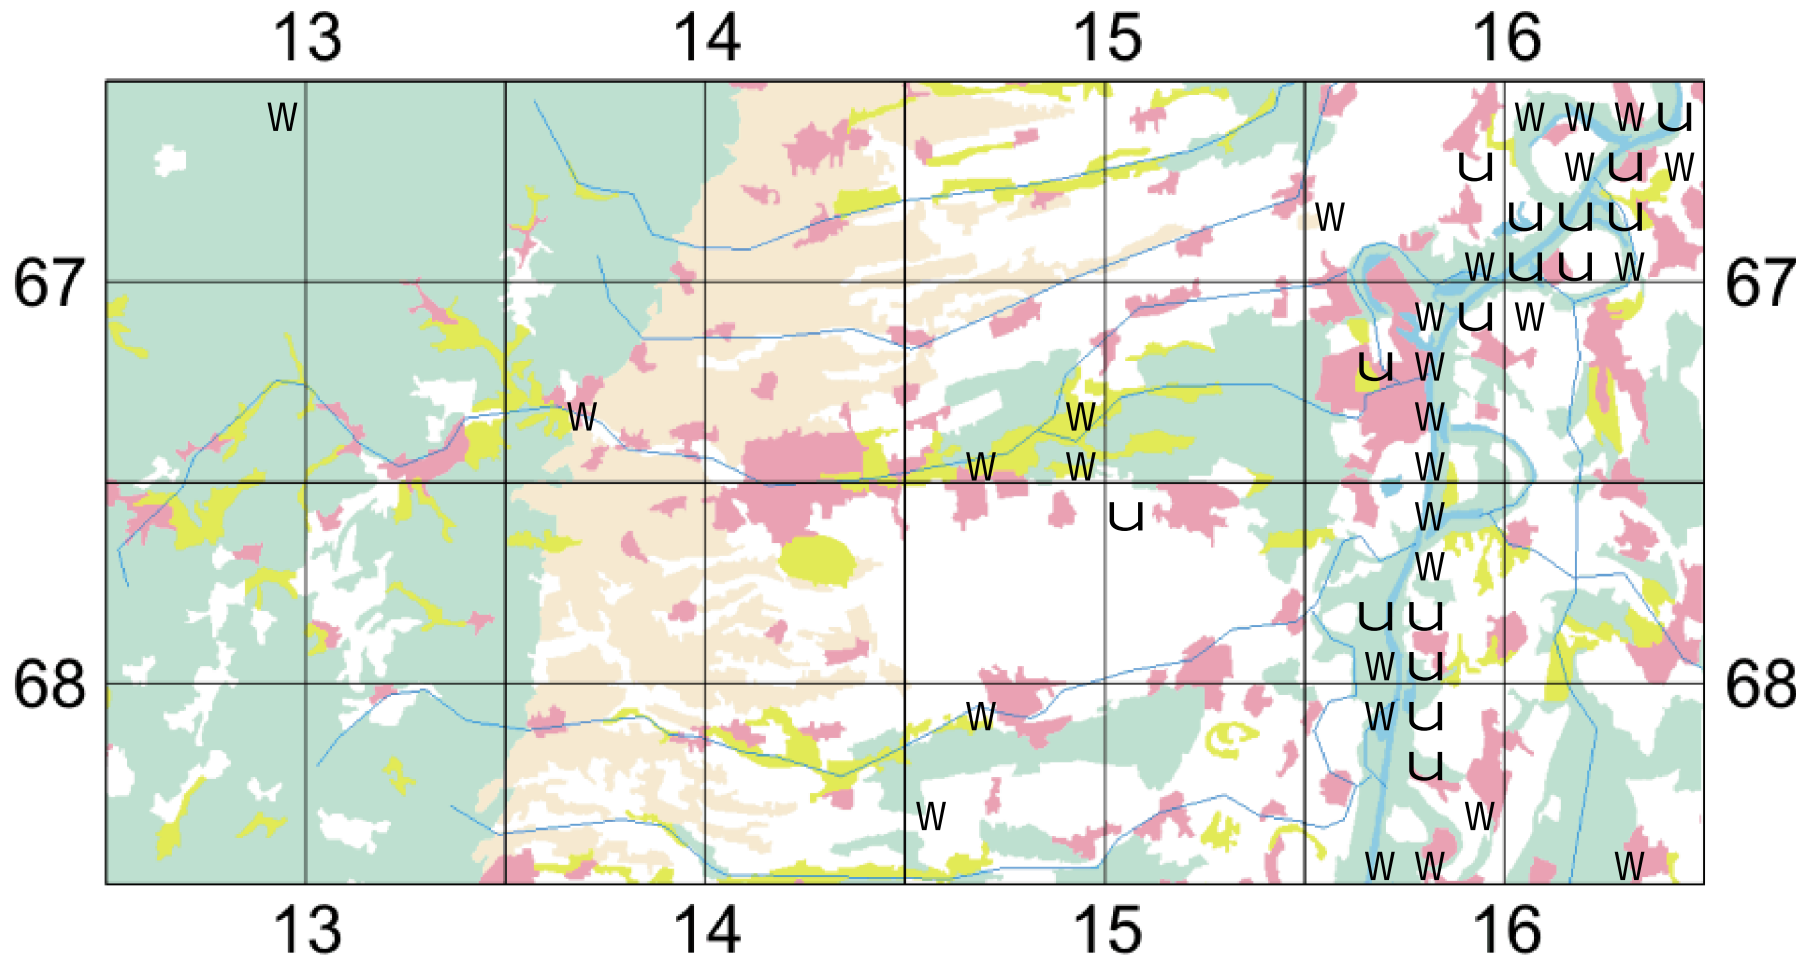 13 14 15 16
W W W W u
u W u W
W u u u
67 W u u W 67
W u W
u W
W W W
W W W
u W
W
u u
W u
68 68
W W u
u
W W
W W W
13 14 15 16